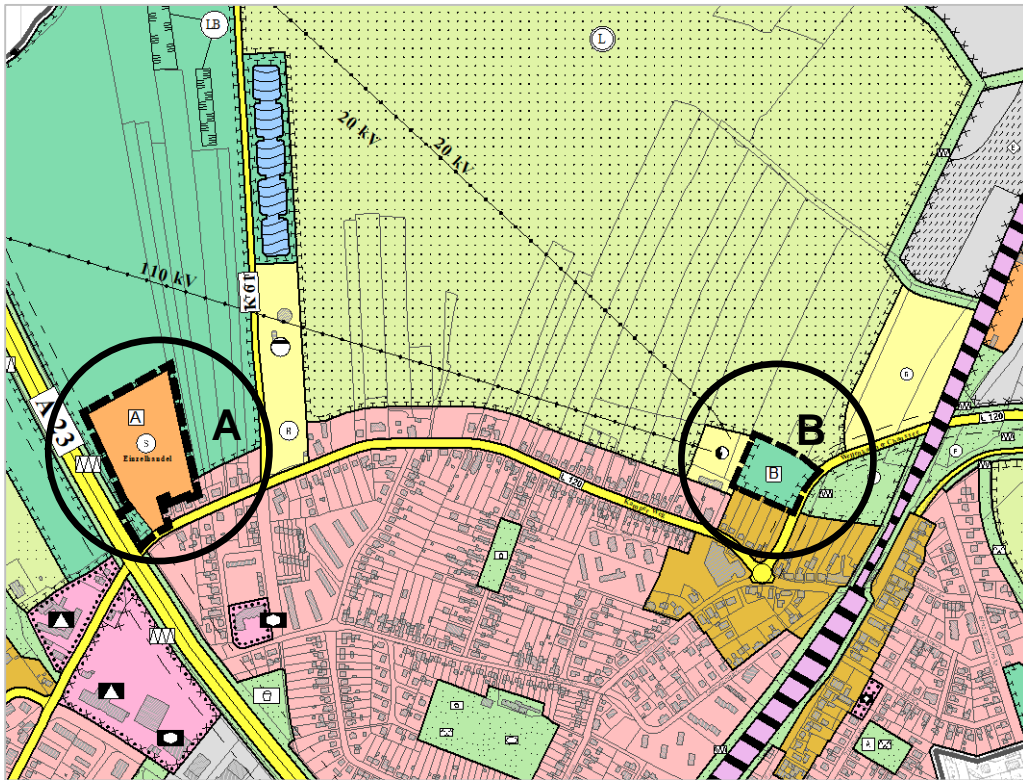 LB
L
20 kV
20 kV
110 kV
K 61
A
S
Einzelhandel
A
A 23
R
L 120
B
B
L 120